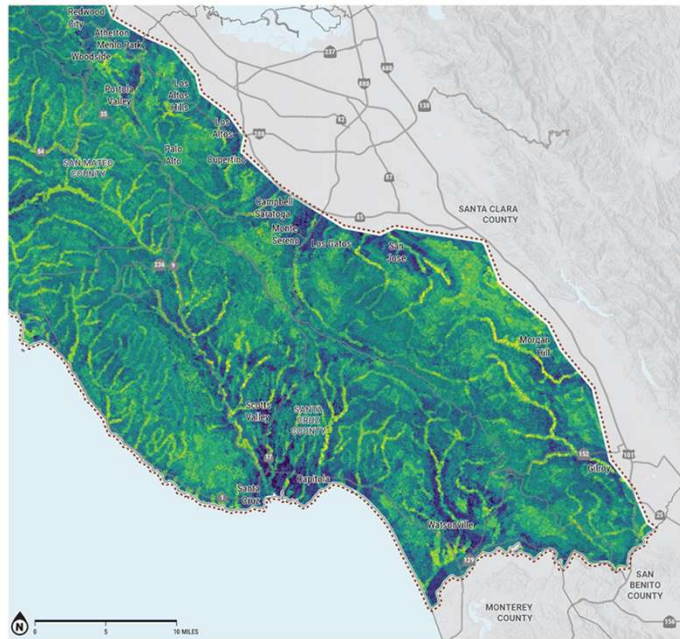 Redwood
City
Atherton
Menlo Park
Woodside
Portola
Valley
Los
Altos
Hills
35
237
880
680
130
82
Los
Altos
280
84
SAN MATEO
COUNTY
Palo
Alto
Cupertino
87
Campbell
Saratoga
85
SANTA CLARA
COUNTY
Monte
Sereno
Los Gatos
San
Jose
236
9
Morgan
Hill
Scotts
Valley
SANTA
CRUZ
COUNTY
17
152
101
Gilroy
Santa
Cruz
1
Capitola
25
Watsonville
129
SAN
BENITO
COUNTY
MONTEREY
COUNTY
156
N
0 5 10 MILES